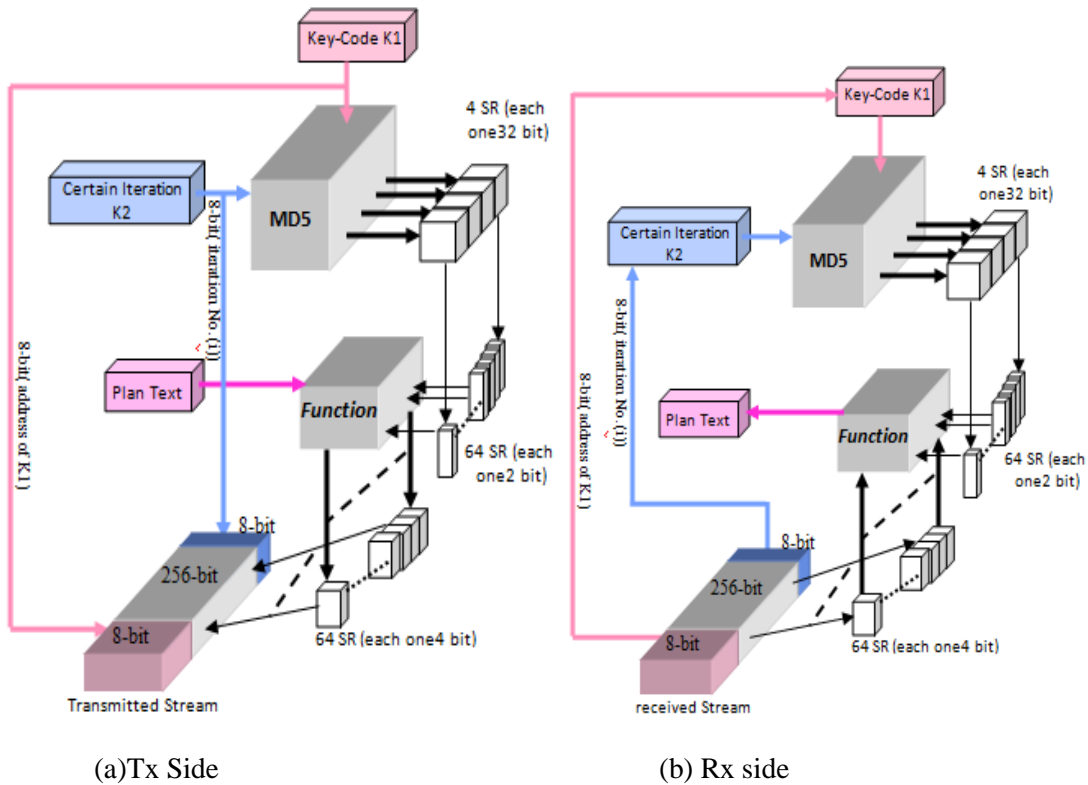 Key-Code K1
4 SR (each
one32 bit)
Certain Iteration
K2
MD5
8-bit( iteration No.(i))
8-bit( address of K1)
Plan Text
Function
64 SR (each
one2 bit)
8-bit
256-bit
8-bit
64 SR (each one4 bit)
Transmitted Stream
(a)Tx Side
Key-Code K1
4 SR (each
one32 bit)
Certain Iteration
K2
MD5
8-bit( iteration No.(i))
8-bit( address of K1)
Plan Text
Function
64 SR (each
one2 bit)
8-bit
256-bit
8-bit
64 SR (each one4 bit)
received Stream
(b) Rx side